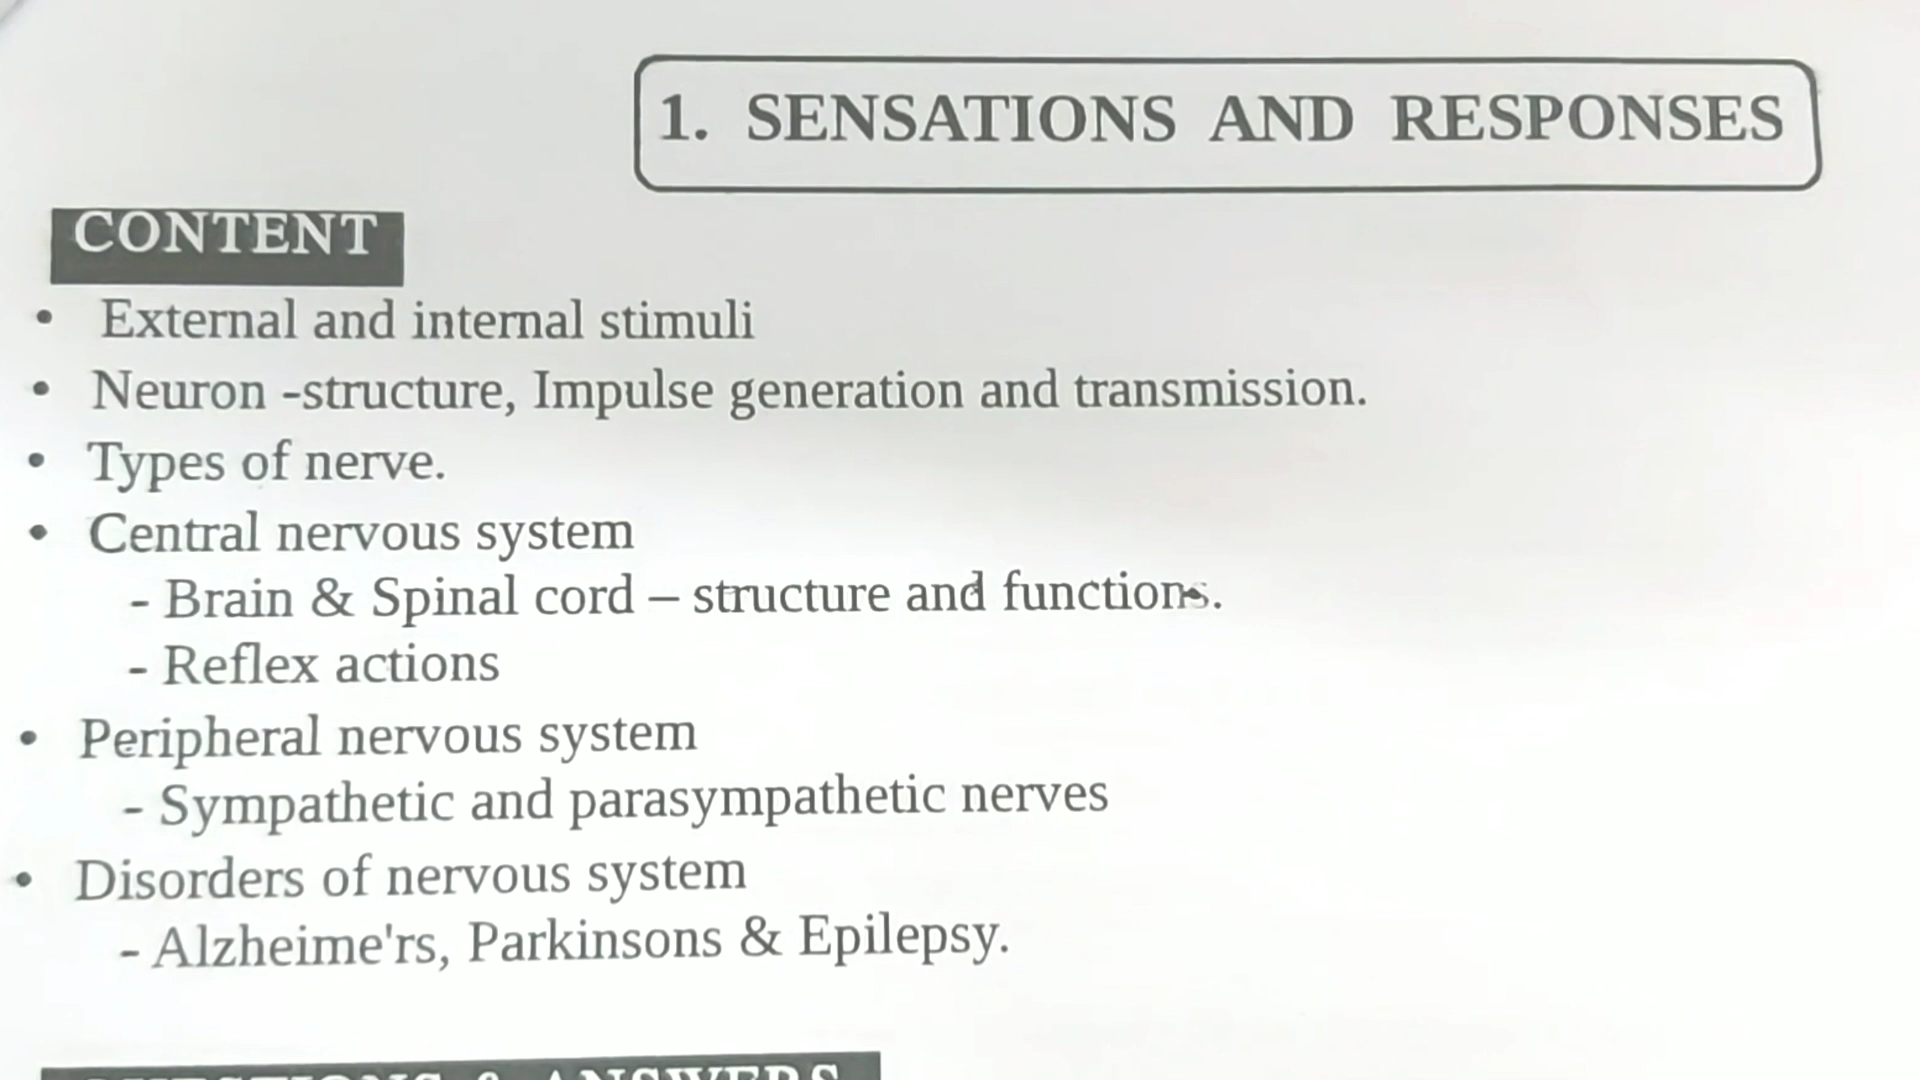 1. SENSATIONS AND RESPONSES
CONTENT
• External and internal stimuli
• Neuron -structure, Impulse generation and transmission.
• Types of nerve.
• Central nervous system
- Brain & Spinal cord – structure and functions.
- Reflex actions
• Peripheral nervous system
- Sympathetic and parasympathetic nerves
• Disorders of nervous system
- Alzheime'rs, Parkinsons & Epilepsy.
QUESTIONS & ANSWERS